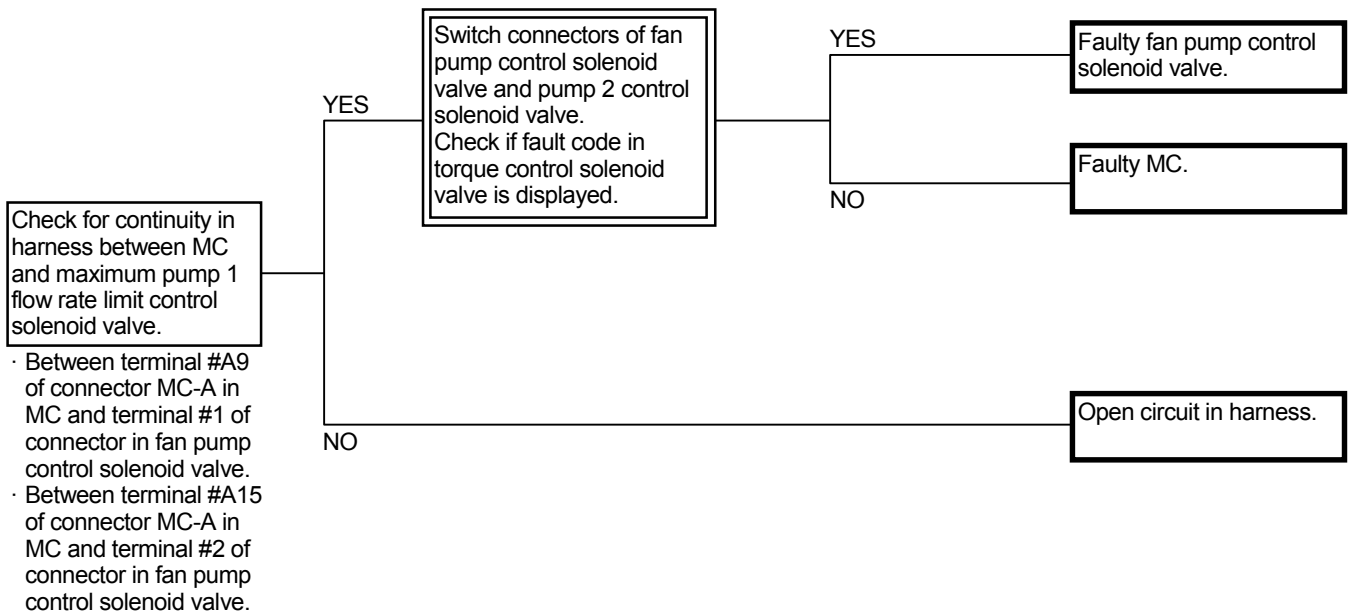 Check for continuity in
harness between MC
and maximum pump 1
flow rate limit control
solenoid valve.
· Between terminal #A9
of connector MC-A in
MC and terminal #1 of
connector in fan pump
control solenoid valve.
· Between terminal #A15
of connector MC-A in
MC and terminal #2 of
connector in fan pump
control solenoid valve.
YES
Switch connectors of fan
pump control solenoid
valve and pump 2 control
solenoid valve.
Check if fault code in
torque control solenoid
valve is displayed.
YES
Faulty fan pump control
solenoid valve.
NO
Faulty MC.
NO
Open circuit in harness.